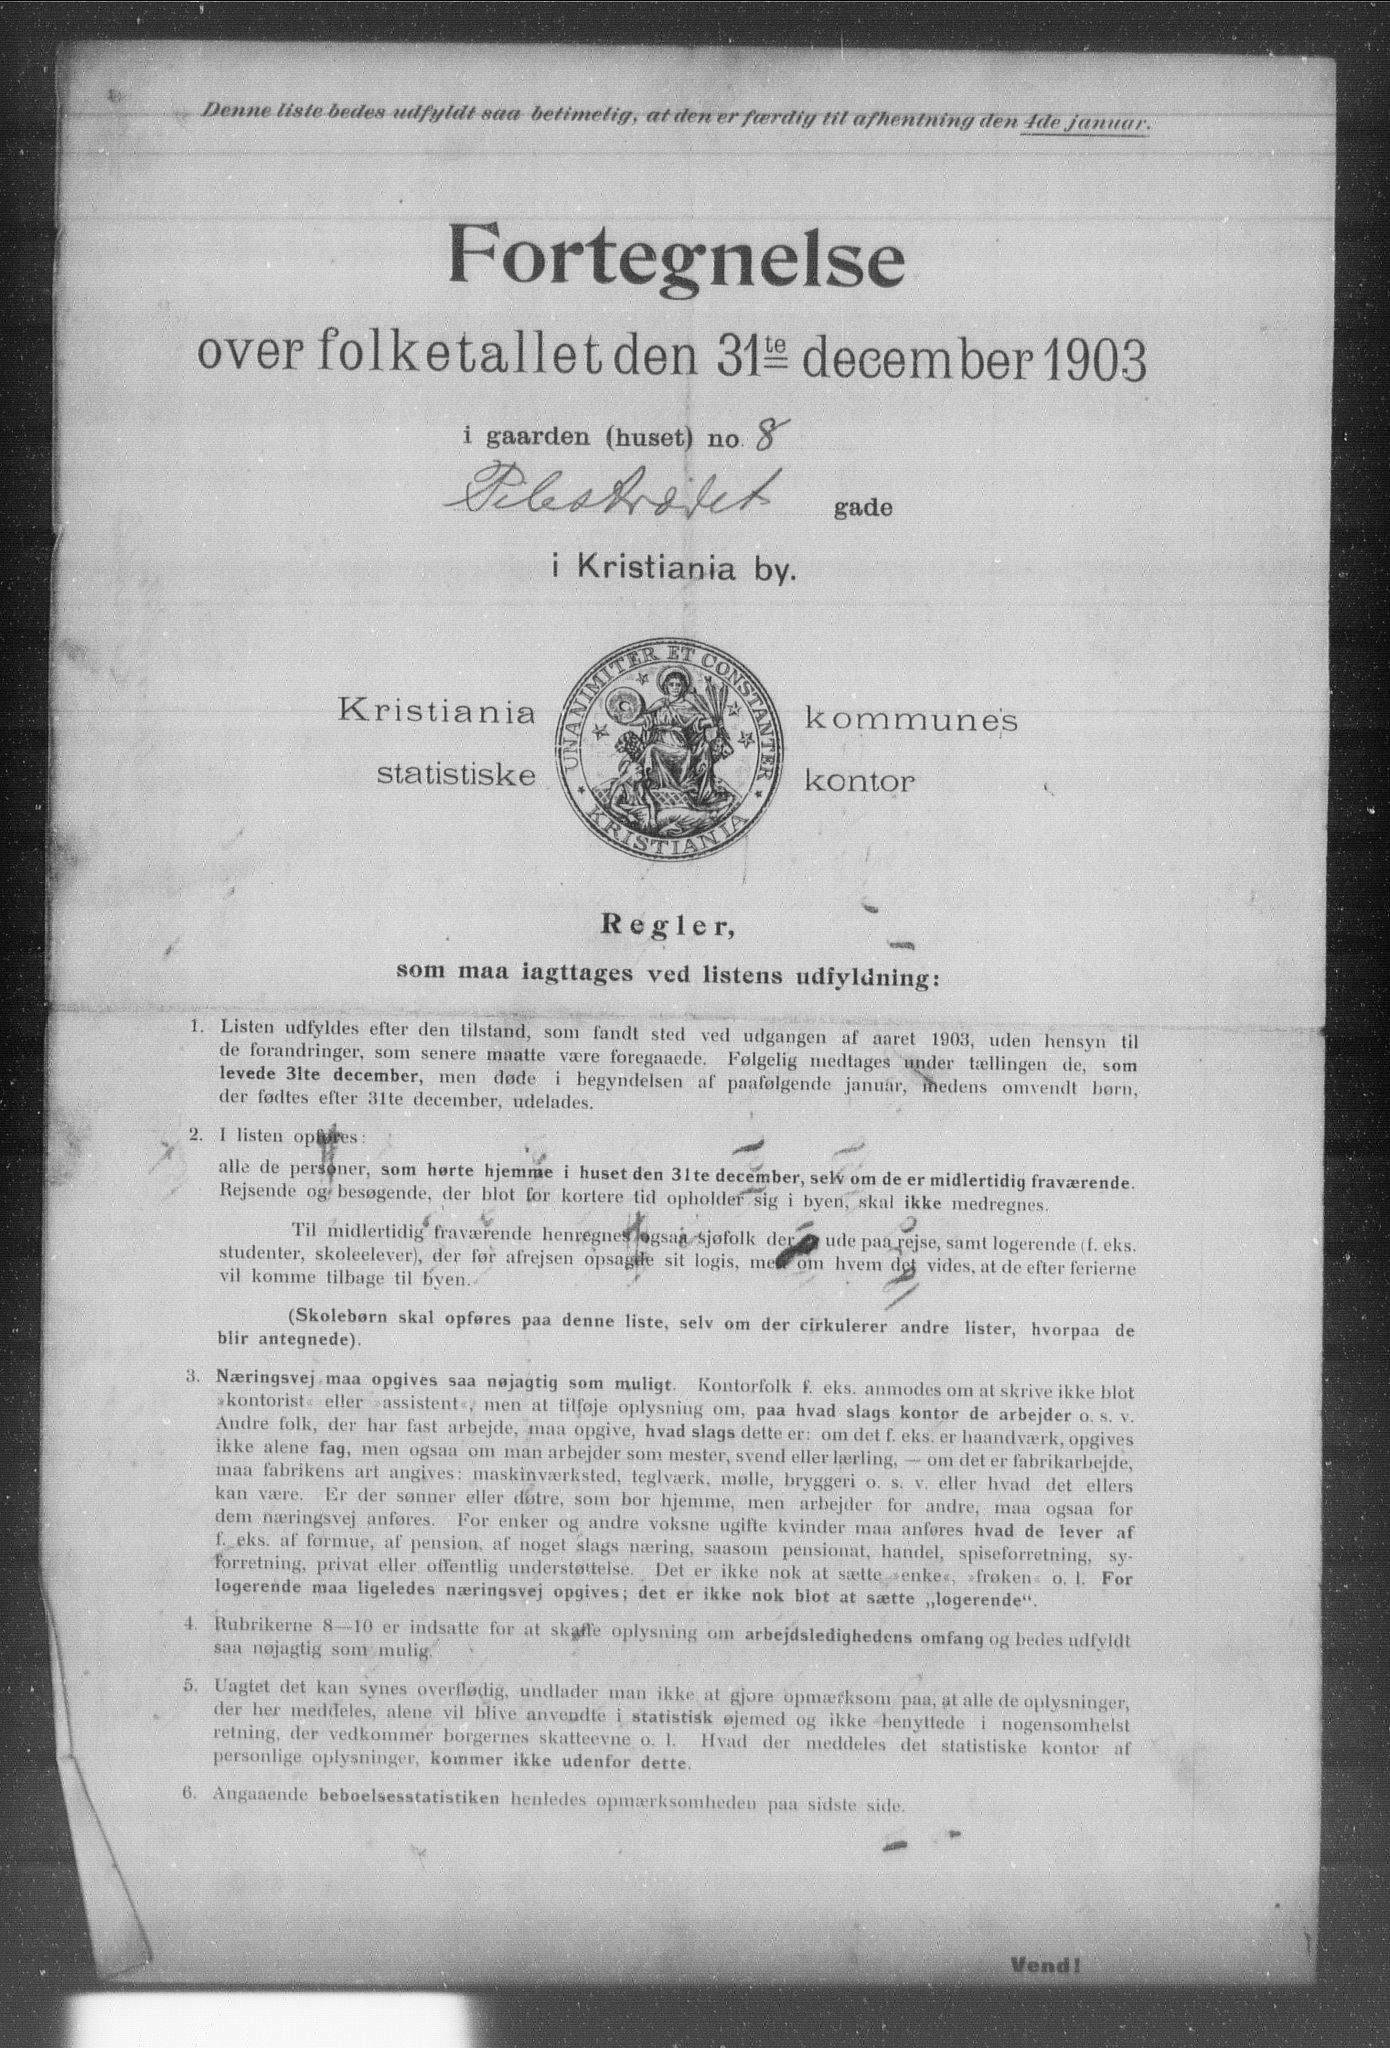 Denne liste bedes udfyldt saa betimelig, at den er færdig til afhentning den 4de januar.
Fortegnelse
over folketallet den 31te december 1903
i gaarden (huset) no. 8
Pilestrædet gade
i Kristiania by.
Kristiania kommunes
statistiske kontor
UNANIMITER ET CONSTANTER * KRISTIANIA *
Regler,
som maa iagttages ved listens udfyldning:
1. Listen udfyldes efter den tilstand, som fandt sted ved udgangen af aaret 1903, uden hensyn til
de forandringer, som senere maatte være foregaaede. Følgelig medtages under tællingen de, som
levede 31te december, men døde i begyndelsen af paafølgende januar, medens omvendt børn,
der fødtes efter 31te december, udelades.
2. I listen opføres:
alle de personer, som hørte hjemme i huset den 31te december, selv om de er midlertidig fraværende.
Rejsende og besøgende, der blot for kortere tid opholder sig i byen, skal ikke medregnes.
Til midlertidig fraværende henregnes ogsaa sjøfolk der ude paa rejse, samt logerende (f. eks.
studenter, skoleelever), der før afrejsen opsagde sit logis, men om hvem det vides, at de efter ferierne
vil komme tilbage til byen.
(Skolebørn skal opføres paa denne liste, selv om der cirkulerer andre lister, hvorpaa de
blir antegnede).
3. Næringsvej maa opgives saa nøjagtig som muligt. Kontorfolk f. eks. anmodes om at skrive ikke blot
»kontorist« eller »assistent«, men at tilføje oplysning om, paa hvad slags kontor de arbejder o. s. v.
Andre folk, der har fast arbejde, maa opgive, hvad slags dette er: om det f. eks. er haandværk, opgives
ikke alene fag, men ogsaa om man arbejder som mester, svend eller lærling, — om det er fabrikarbejde,
maa fabrikens art angives: maskinværksted, teglværk, mølle, bryggeri o. s. v. eller hvad det ellers
kan være. Er der sønner eller døtre, som bor hjemme, men arbejder for andre, maa ogsaa for
dem næringsvej anføres. For enker og andre voksne ugifte kvinder maa anføres hvad de lever af
f. eks. af formue, af pension, af noget slags næring, saasom pensionat, handel, spiseforretning, sy-
forretning, privat eller offentlig understøttelse. Det er ikke nok at sætte »enke«, »frøken« o. l. For
logerende maa ligeledes næringsvej opgives; det er ikke nok blot at sætte „logerende“.
4. Rubrikerne 8—10 er indsatte for at skaffe oplysning om arbejdsledighedens omfang og bedes udfyldt
saa nøjagtig som mulig.
5. Uagtet det kan synes overflødig, undlader man ikke at gjøre opmærksom paa, at alle de oplysninger,
der her meddeles, alene vil blive anvendte i statistisk øjemed og ikke benyttede i nogensomhelst
retning, der vedkommer borgernes skatteevne o. l. Hvad der meddeles det statistiske kontor af
personlige oplysninger, kommer ikke udenfor dette.
6. Angaaende beboelsesstatistiken henledes opmærksomheden paa sidste side.
Vend!